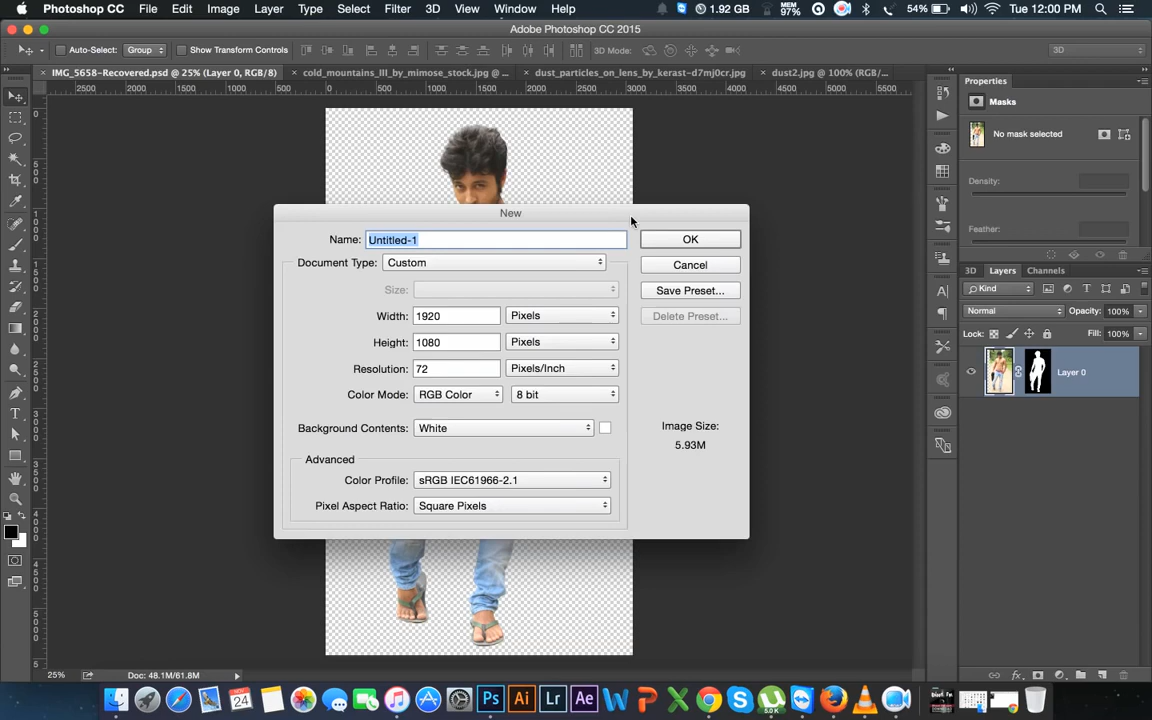 Photoshop CC File Edit Image Layer Type Select Filter 3D View Window Help 1.92 GB MEM 97% 54% Tue 12:00 PM
Adobe Photoshop CC 2015
Auto-Select: Group Show Transform Controls 3D Mode: 3D
IMG_5658-Recovered.psd @ 25% (Layer 0, RGB/8) cold_mountains_III_by_mimose_stock.jpg @ ... dust_particles_on_lens_by_kerast-d7mj0cr.jpg dust2.jpg @ 100% (RGB/...
2500 2000 1500 1000 500 0 500 1000 1500 2000 2500 3000 3500 4000 4500 5000 5500
Properties
Masks
No mask selected
Density:
Feather:
3D Layers Channels
Kind
Normal Opacity: 100%
Lock: Fill: 100%
Layer 0
New
Name: Untitled-1 OK
Document Type: Custom Cancel
Size: Save Preset...
Width: 1920 Pixels Delete Preset...
Height: 1080 Pixels
Resolution: 72 Pixels/Inch
Color Mode: RGB Color 8 bit
Background Contents: White
Image Size:
5.93M
Advanced
Color Profile: sRGB IEC61966-2.1
Pixel Aspect Ratio: Square Pixels
25% Doc: 48.1M/61.8M
24 Ps Ai Lr Ae